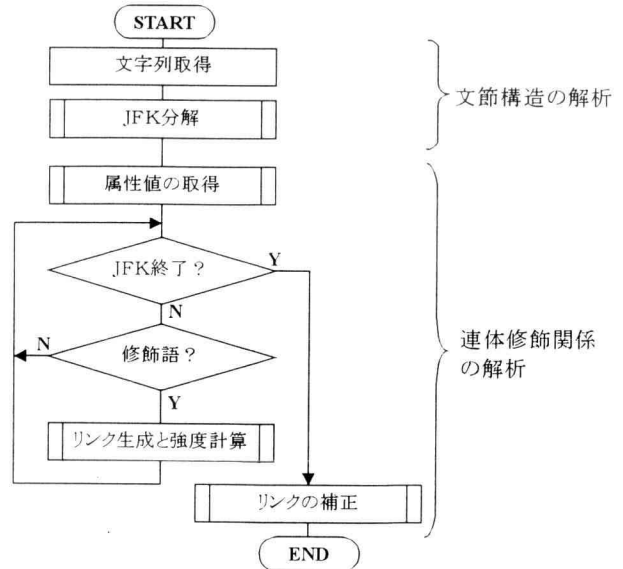 START
文字列取得
JFK分解
文節構造の解析
属性値の取得
JFK終了?
Y
N
修飾語?
N
Y
連体修飾関係
の解析
リンク生成と強度計算
リンクの補正
END